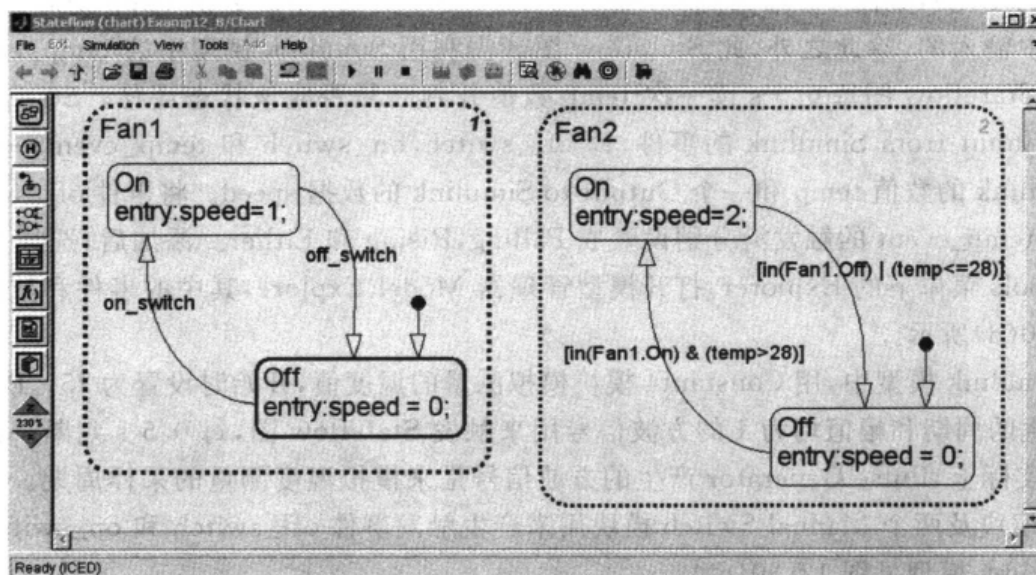 Stateflow (chart) Examp12_8/Chart
File Edit Simulation View Tools Add Help
Fan1
1
On
entry:speed=1;
off_switch
on_switch
Off
entry:speed = 0;
Fan2
2
On
entry:speed=2;
[in(Fan1.Off) | (temp<=28)]
[in(Fan1.On) & (temp>28)]
Off
entry:speed = 0;
230%
Ready (ICED)